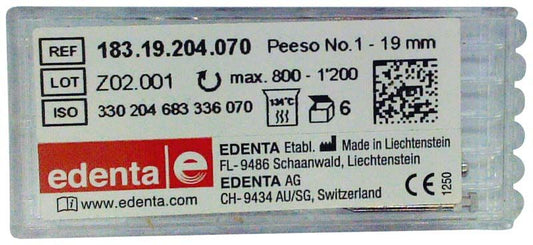 REF 183.19.204.070 Peeso No.1 - 19 mm
LOT Z02.001 max. 800 - 1'200
ISO 330 204 683 336 070 134°C 6
edenta e
EDENTA Etabl. Made in Liechtenstein
FL- 9486 Schaanwald, Liechtenstein
EDENTA AG
CH- 9434 AU/SG, Switzerland
CE 1250
i www.edenta.com